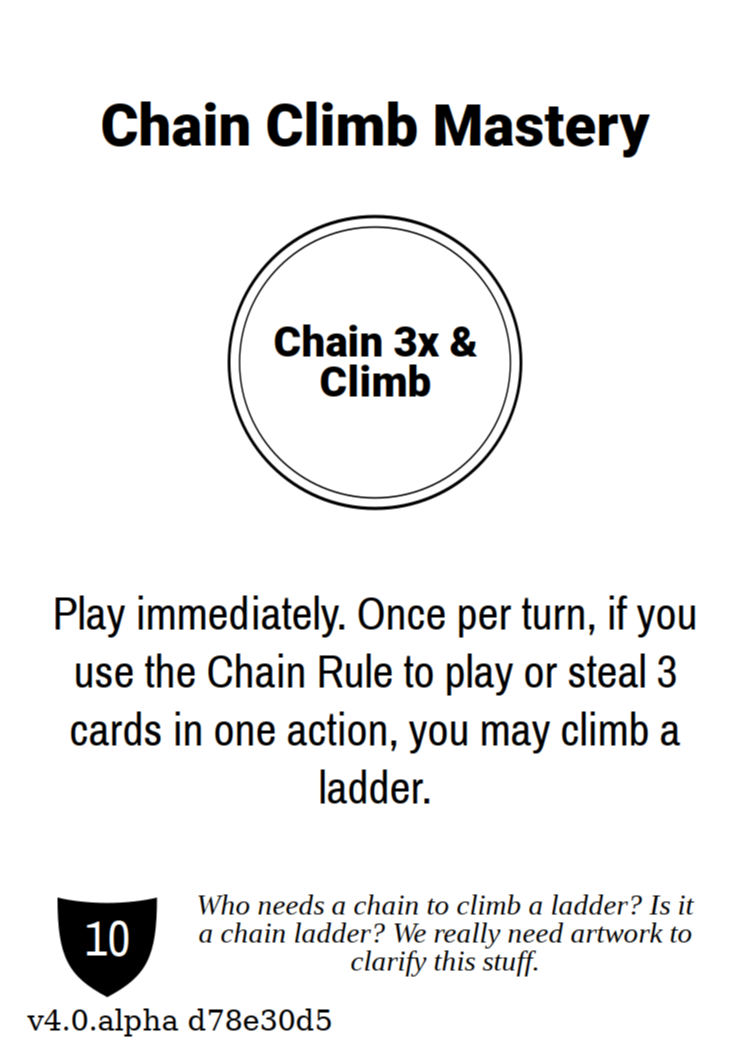 Chain Climb Mastery
Chain 3x &
Climb
Play immediately. Once per turn, if you
use the Chain Rule to play or steal 3
cards in one action, you may climb a
ladder.
10
Who needs a chain to climb a ladder? Is it
a chain ladder? We really need artwork to
clarify this stuff.
v4.0.alpha d78e30d5